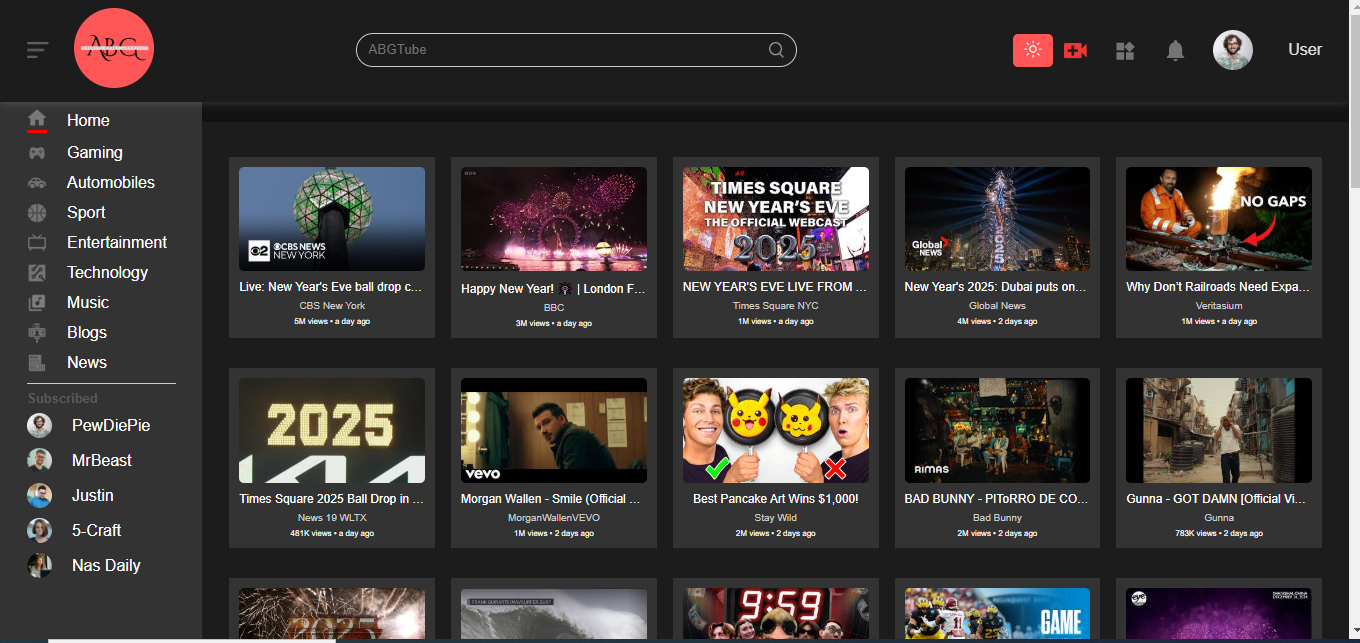 ABG
ABGTube
User
Home
Gaming
Automobiles
Sport
Entertainment
Technology
Music
Blogs
News
Subscribed
PewDiePie
MrBeast
Justin
5-Craft
Nas Daily
2 CBS NEWS
NEW YORK
Live: New Year's Eve ball drop c...
CBS New York
5M views • a day ago
Happy New Year! 🎆 | London F...
BBC
3M views • a day ago
TIMES SQUARE
NEW YEAR'S EVE
THE OFFICIAL WEBCAST
2025
NEW YEAR'S EVE LIVE FROM ...
Times Square NYC
1M views • a day ago
Global
NEWS
2025
New Year's 2025: Dubai puts on...
Global News
4M views • 2 days ago
NO GAPS
Why Don't Railroads Need Expa...
Veritasium
1M views • a day ago
2025
Times Square 2025 Ball Drop in ...
News 19 WLTX
481K views • a day ago
vevo
Morgan Wallen - Smile (Official ...
MorganWallenVEVO
1M views • 2 days ago
Best Pancake Art Wins $1,000!
Stay Wild
2M views • 2 days ago
RIMAS
BAD BUNNY - PIToRRO DE CO...
Bad Bunny
2M views • 2 days ago
Gunna - GOT DAMN [Official Vi...
Gunna
783K views • 2 days ago
2025
9:59
11
GAME
eye